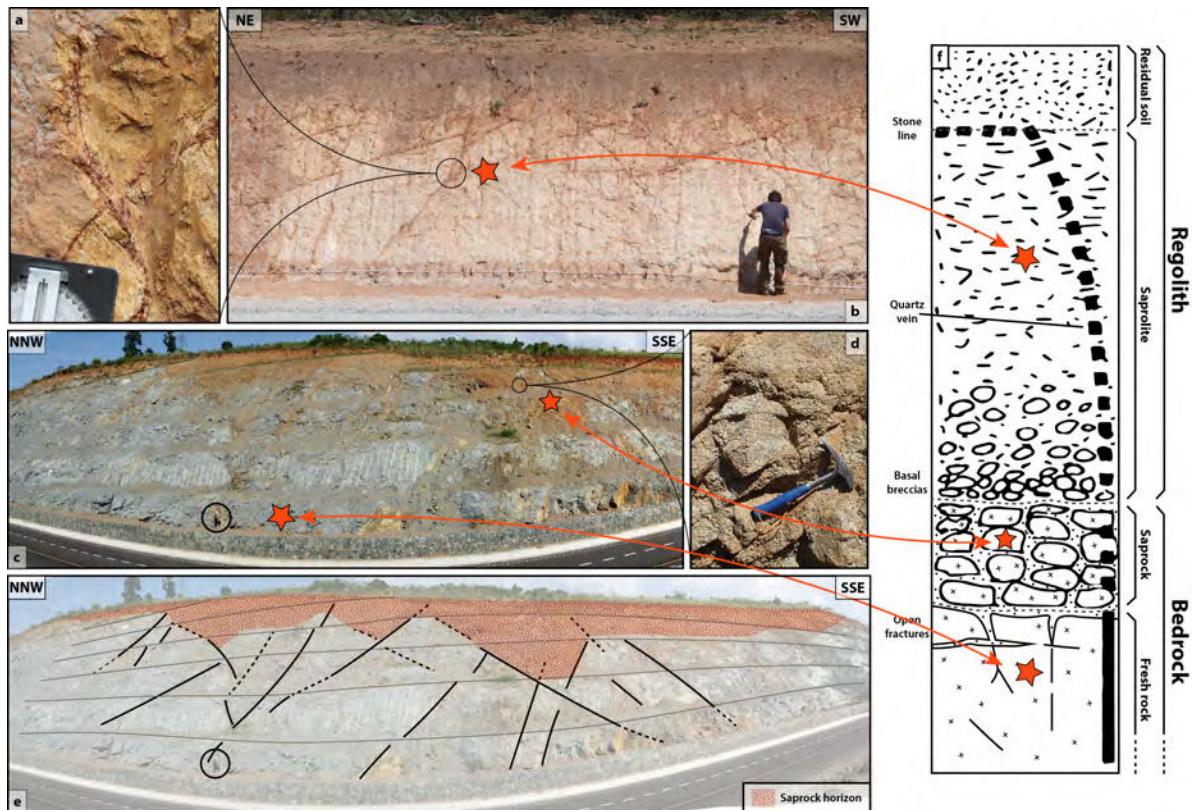 a
NE
SW
b
NNW
SSE
c
d
NNW
SSE
e
Saprock horizon
f
Stone
line
Quartz
vein
Basal
breccias
Open
fractures
Residual soil
Saprolite
Saprock
Fresh rock
Regolith
Bedrock